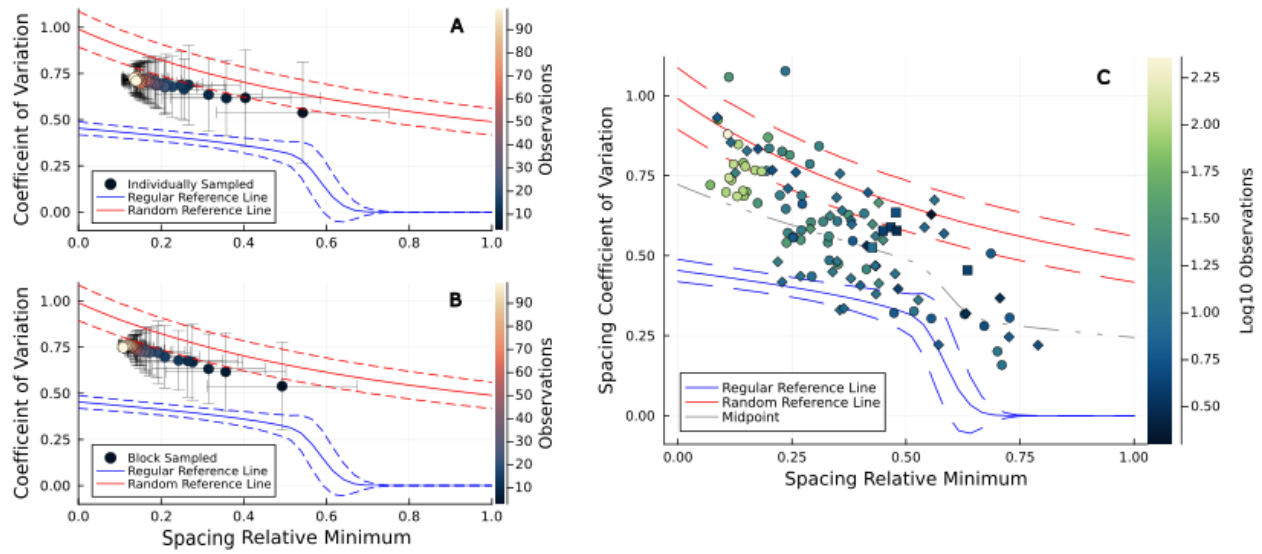 A
1.00
0.75
0.50
0.25
0.00
Coefficeint of Variation
Individually Sampled
Regular Reference Line
Random Reference Line
0.0
0.2
0.4
0.6
0.8
1.0
90
80
70
60
50
40
30
20
10
Observations
B
1.00
0.75
0.50
0.25
0.00
Coefficeint of Variation
Block Sampled
Regular Reference Line
Random Reference Line
0.0
0.2
0.4
0.6
0.8
1.0
Spacing Relative Minimum
90
80
70
60
50
40
30
20
10
Observations
C
1.00
0.75
0.50
0.25
0.00
Spacing Coefficient of Variation
Regular Reference Line
Random Reference Line
Midpoint
0.00
0.25
0.50
0.75
1.00
Spacing Relative Minimum
2.25
2.00
1.75
1.50
1.25
1.00
0.75
0.50
Log10 Observations